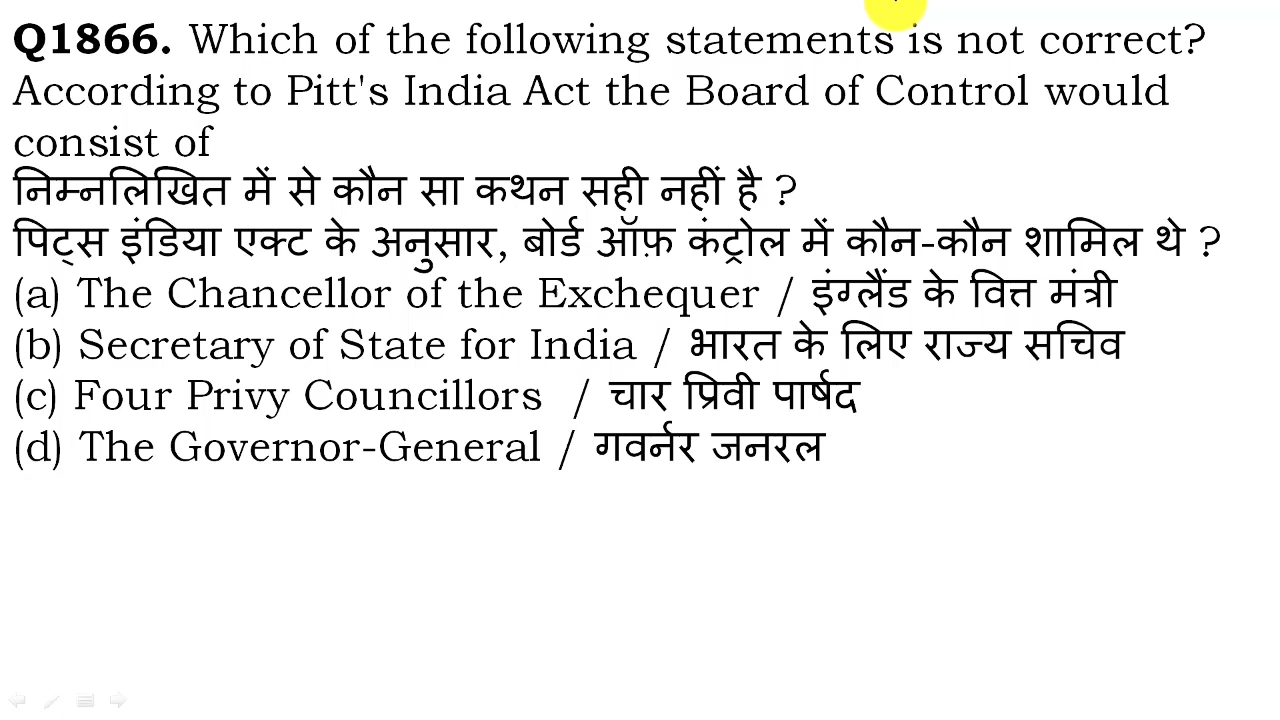 Q1866. Which of the following statements is not correct?
According to Pitt's India Act the Board of Control would
consist of
निम्नलिखित में से कौन सा कथन सही नहीं है ?
पिट्स इंडिया एक्ट के अनुसार, बोर्ड ऑफ़ कंट्रोल में कौन-कौन शामिल थे ?
(a) The Chancellor of the Exchequer / इंग्लैंड के वित्त मंत्री
(b) Secretary of State for India / भारत के लिए राज्य सचिव
(c) Four Privy Councillors / चार प्रिवी पार्षद
(d) The Governor-General / गवर्नर जनरल